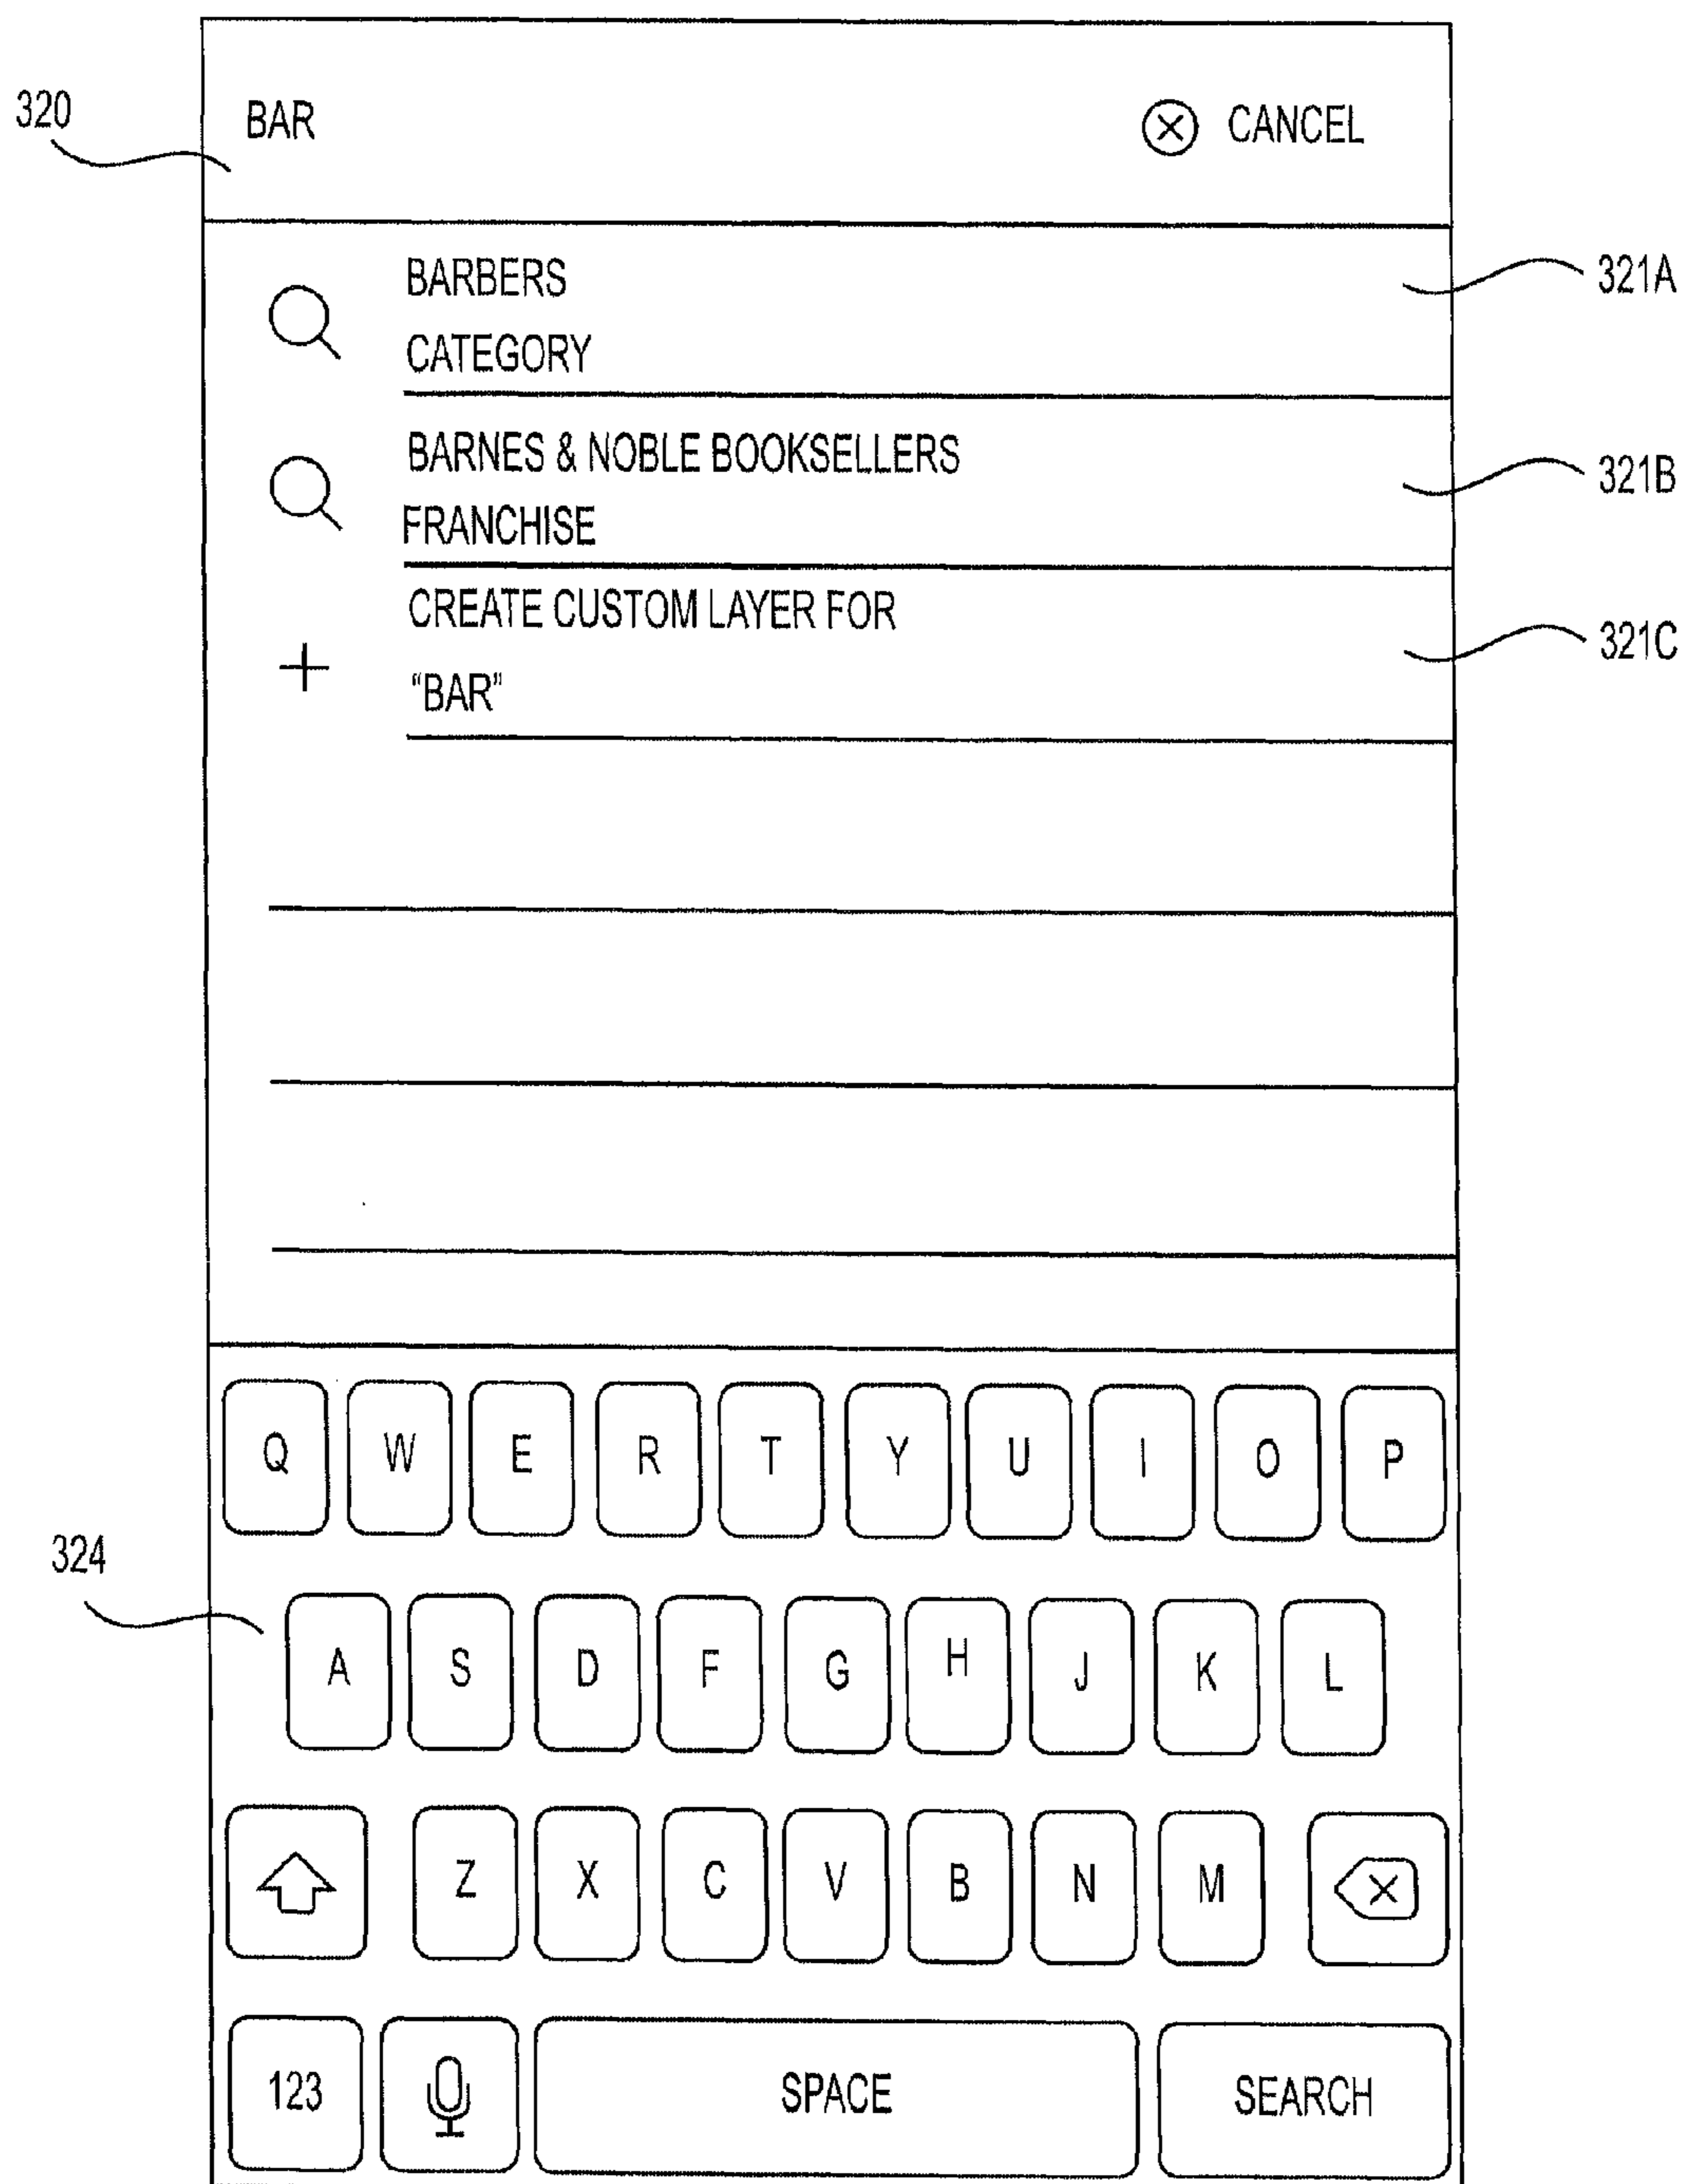 320
BAR
CANCEL
BARBERS
321A
CATEGORY
BARNES & NOBLE BOOKSELLERS
321B
FRANCHISE
CREATE CUSTOM LAYER FOR
321C
“BAR”
Q W E R T Y U I O P
324
A S D F G H J K L
Z X C V B N M
123
SPACE
SEARCH